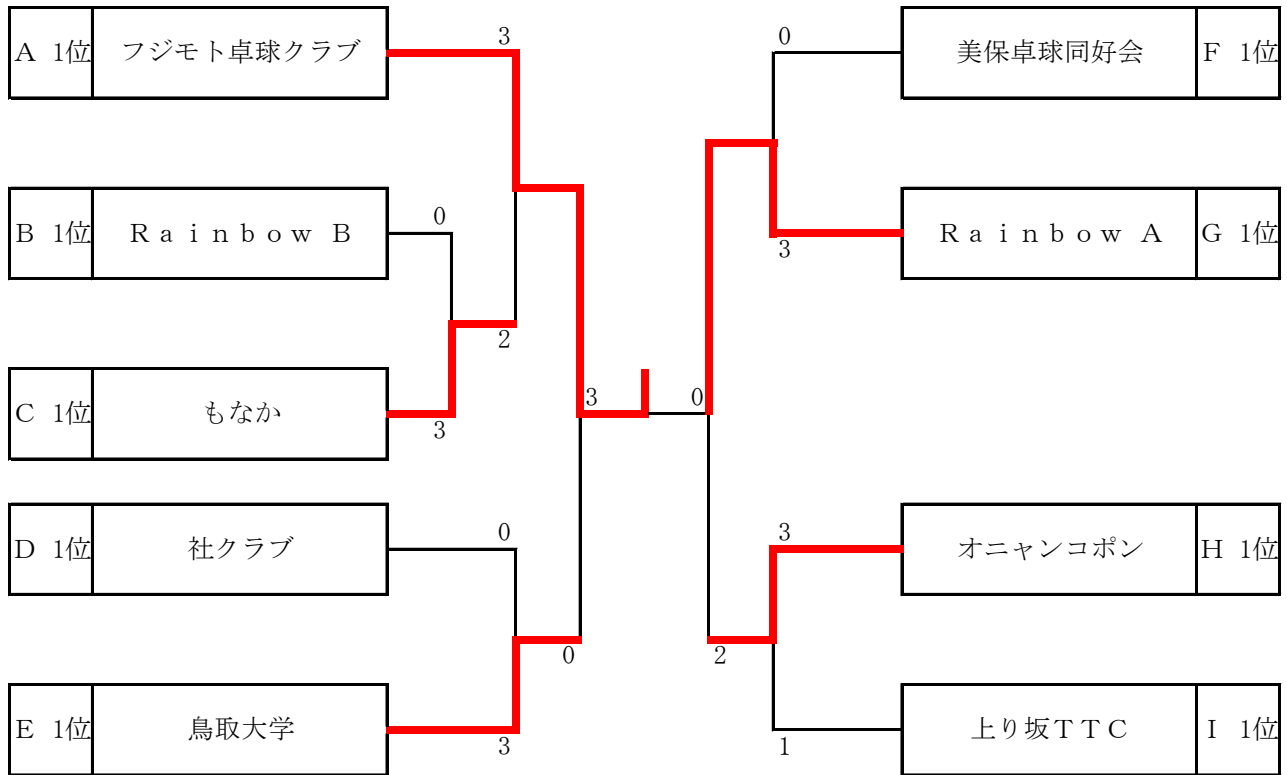 A 1位 フジモト卓球クラブ 3
B 1位 Ｒａｉｎｂｏｗ Ｂ 0
2
C 1位 もなか 3
D 1位 社クラブ 0
0
E 1位 鳥取大学 3
3 0
0 美保卓球同好会 F 1位
3 Ｒａｉｎｂｏｗ Ａ G 1位
3 オニャンコポン H 1位
2
1 上り坂ＴＴＣ I 1位